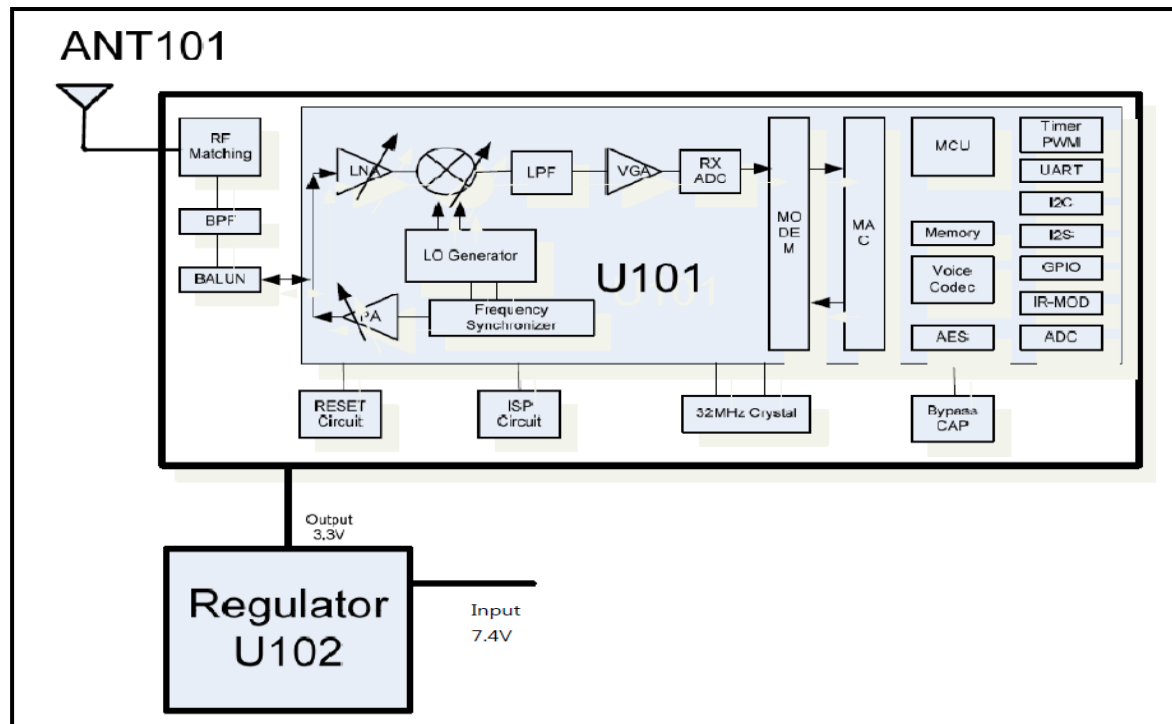 ANT101
RF
Matching
BPF
BALUN
LNA
LPF
VGA
RX
ADC
MO
DE
M
MA
C
LO Generator
U101
PA
Frequency
Synchronizer
MCU
Memory
Voice
Codec
AES
Timer
PWM
UART
I2C
I2S
GPIO
IR-MOD
ADC
RESET
Circuit
ISP
Circuit
32MHz Crystal
Bypass
CAP
Output
3.3V
Regulator
U102
Input
7.4V